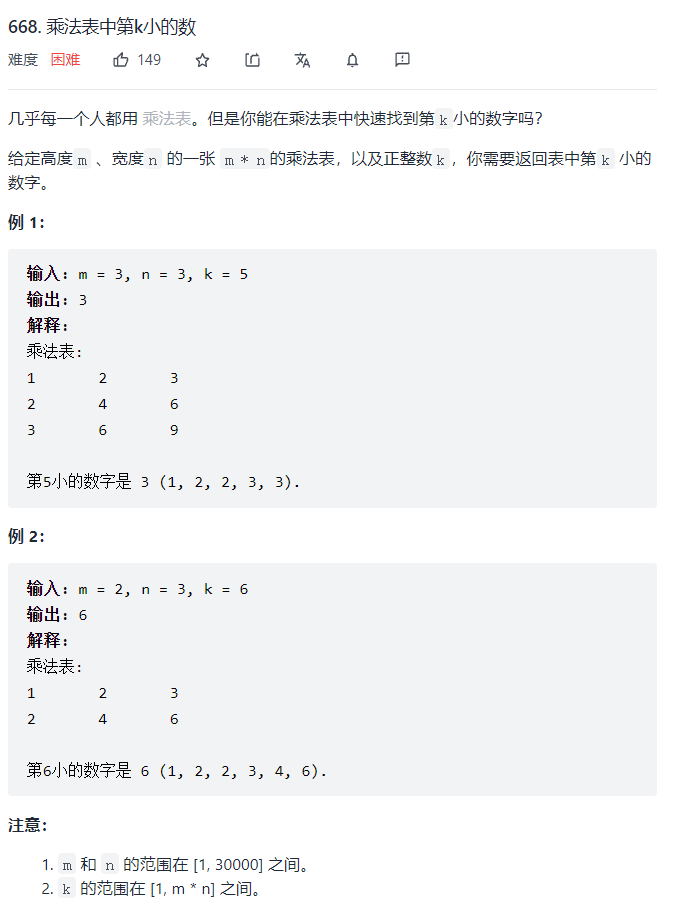 668. 乘法表中第k小的数
难度 困难 149
几乎每一个人都用 乘法表。但是你能在乘法表中快速找到第 k 小的数字吗？
给定高度 m 、宽度 n 的一张 m * n 的乘法表，以及正整数 k ，你需要返回表中第 k 小的
数字。
例 1：
输入：m = 3, n = 3, k = 5
输出：3
解释：
乘法表:
1 2 3
2 4 6
3 6 9
第5小的数字是 3 (1, 2, 2, 3, 3).
例 2：
输入：m = 2, n = 3, k = 6
输出：6
解释：
乘法表:
1 2 3
2 4 6
第6小的数字是 6 (1, 2, 2, 3, 4, 6).
注意：
1. m 和 n 的范围在 [1, 30000] 之间。
2. k 的范围在 [1, m * n] 之间。